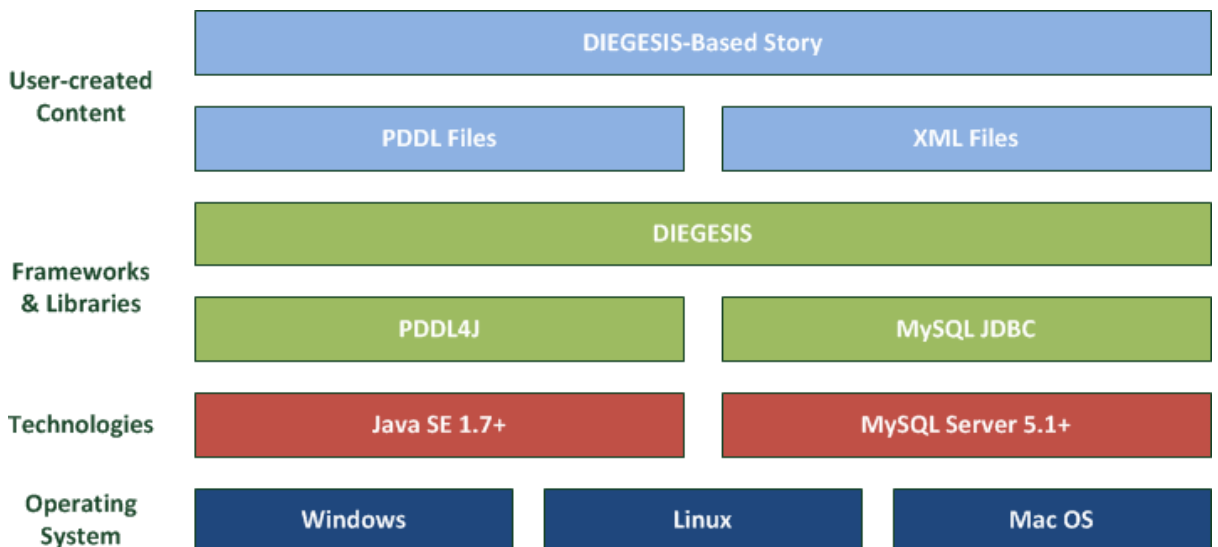 DIEGESIS-Based Story
User-created
Content
PDDL Files
XML Files
DIEGESIS
Frameworks
& Libraries
PDDL4J
MySQL JDBC
Technologies
Java SE 1.7+
MySQL Server 5.1+
Operating
System
Windows
Linux
Mac OS